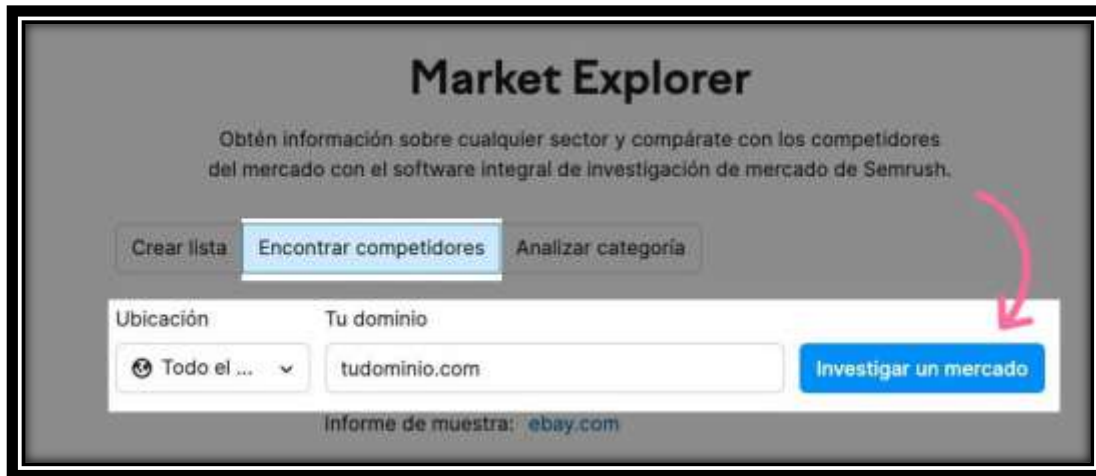 Market Explorer
Obtén información sobre cualquier sector y compárate con los competidores
del mercado con el software integral de investigación de mercado de Semrush.
Crear lista Encontrar competidores Analizar categoría
Ubicación Tu dominio
Todo el ... tudominio.com Investigar un mercado
Informe de muestra: ebay.com